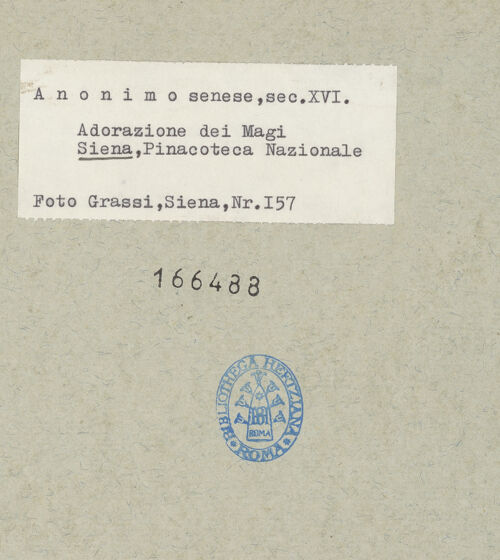 A n o n i m o senese,sec.XVI.
Adorazione dei Magi
Siena,Pinacoteca Nazionale
Foto Grassi,Siena,Nr.I57
166488
BIBLIOTHECA HERTZIANA
BH
ROMA
* ROMA *